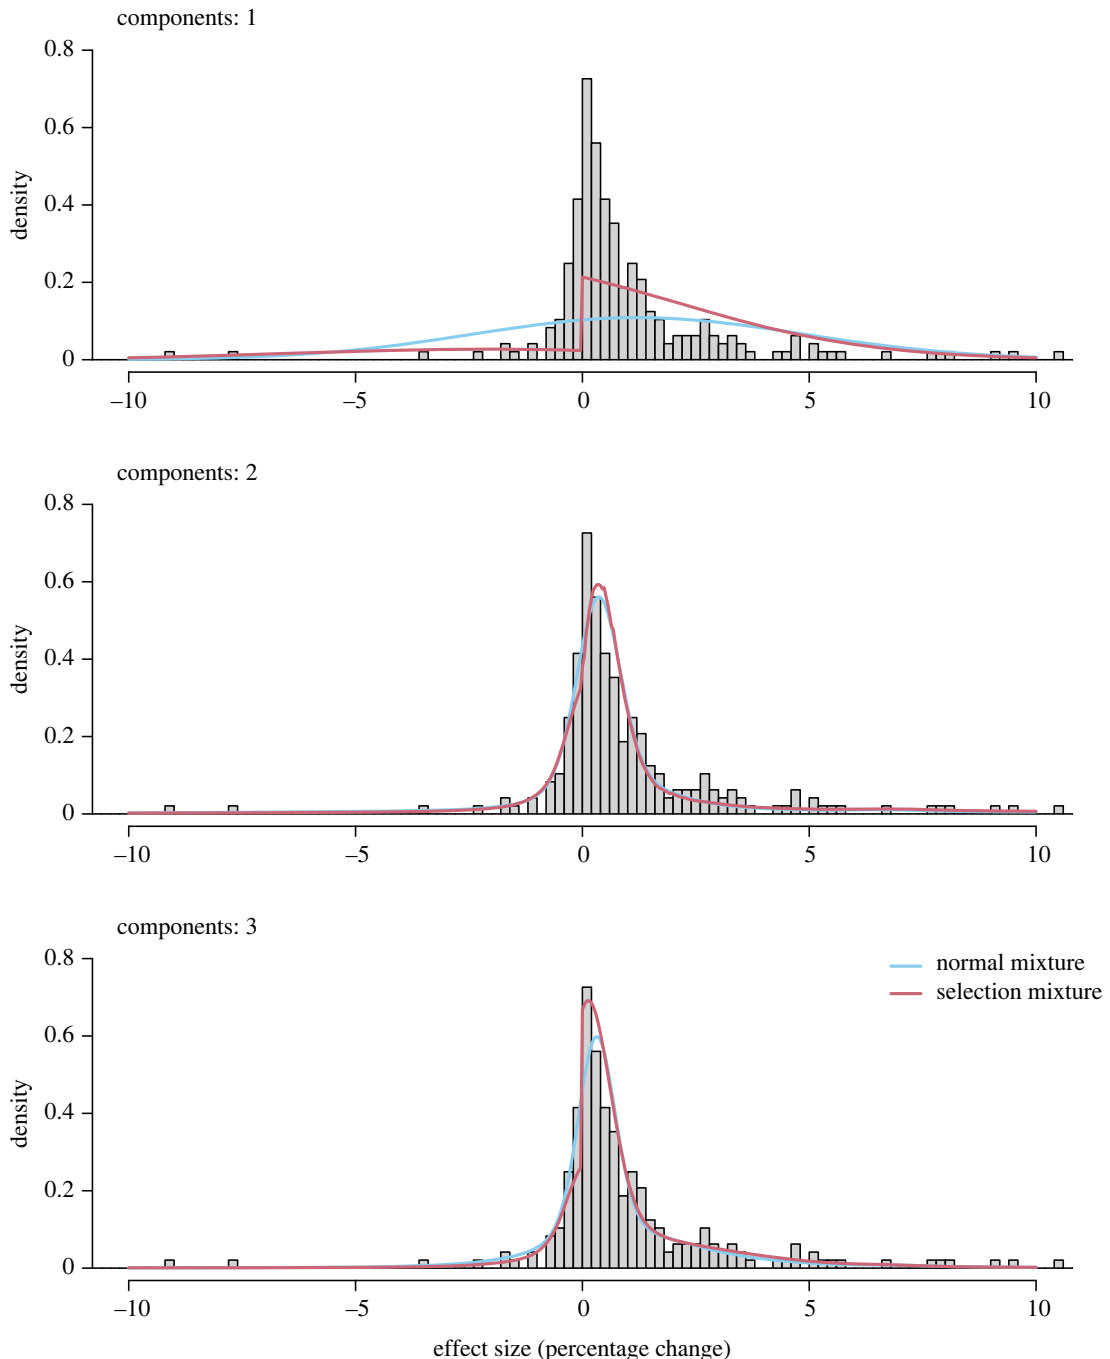 components: 1
0.8
0.6
0.4
0.2
0
density
–10 –5 0 5 10
components: 2
0.8
0.6
0.4
0.2
0
density
–10 –5 0 5 10
components: 3
0.8
0.6
0.4
0.2
0
density
normal mixture
selection mixture
–10 –5 0 5 10
effect size (percentage change)